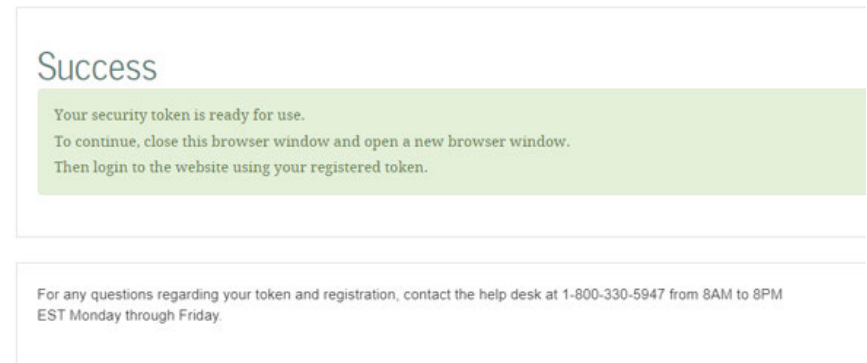 Success
Your security token is ready for use.
To continue, close this browser window and open a new browser window.
Then login to the website using your registered token.
For any questions regarding your token and registration, contact the help desk at 1-800-330-5947 from 8AM to 8PM
EST Monday through Friday.